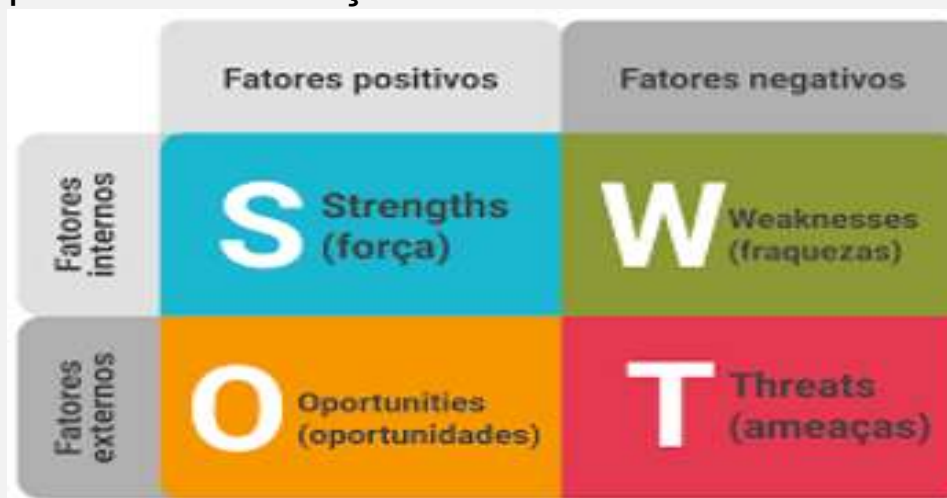 Fatores positivos
Fatores negativos
Fatores
internos
S
Strengths
(força)
W
Weaknesses
(fraquezas)
Fatores
externos
O
Oportunities
(oportunidades)
T
Threats
(ameaças)